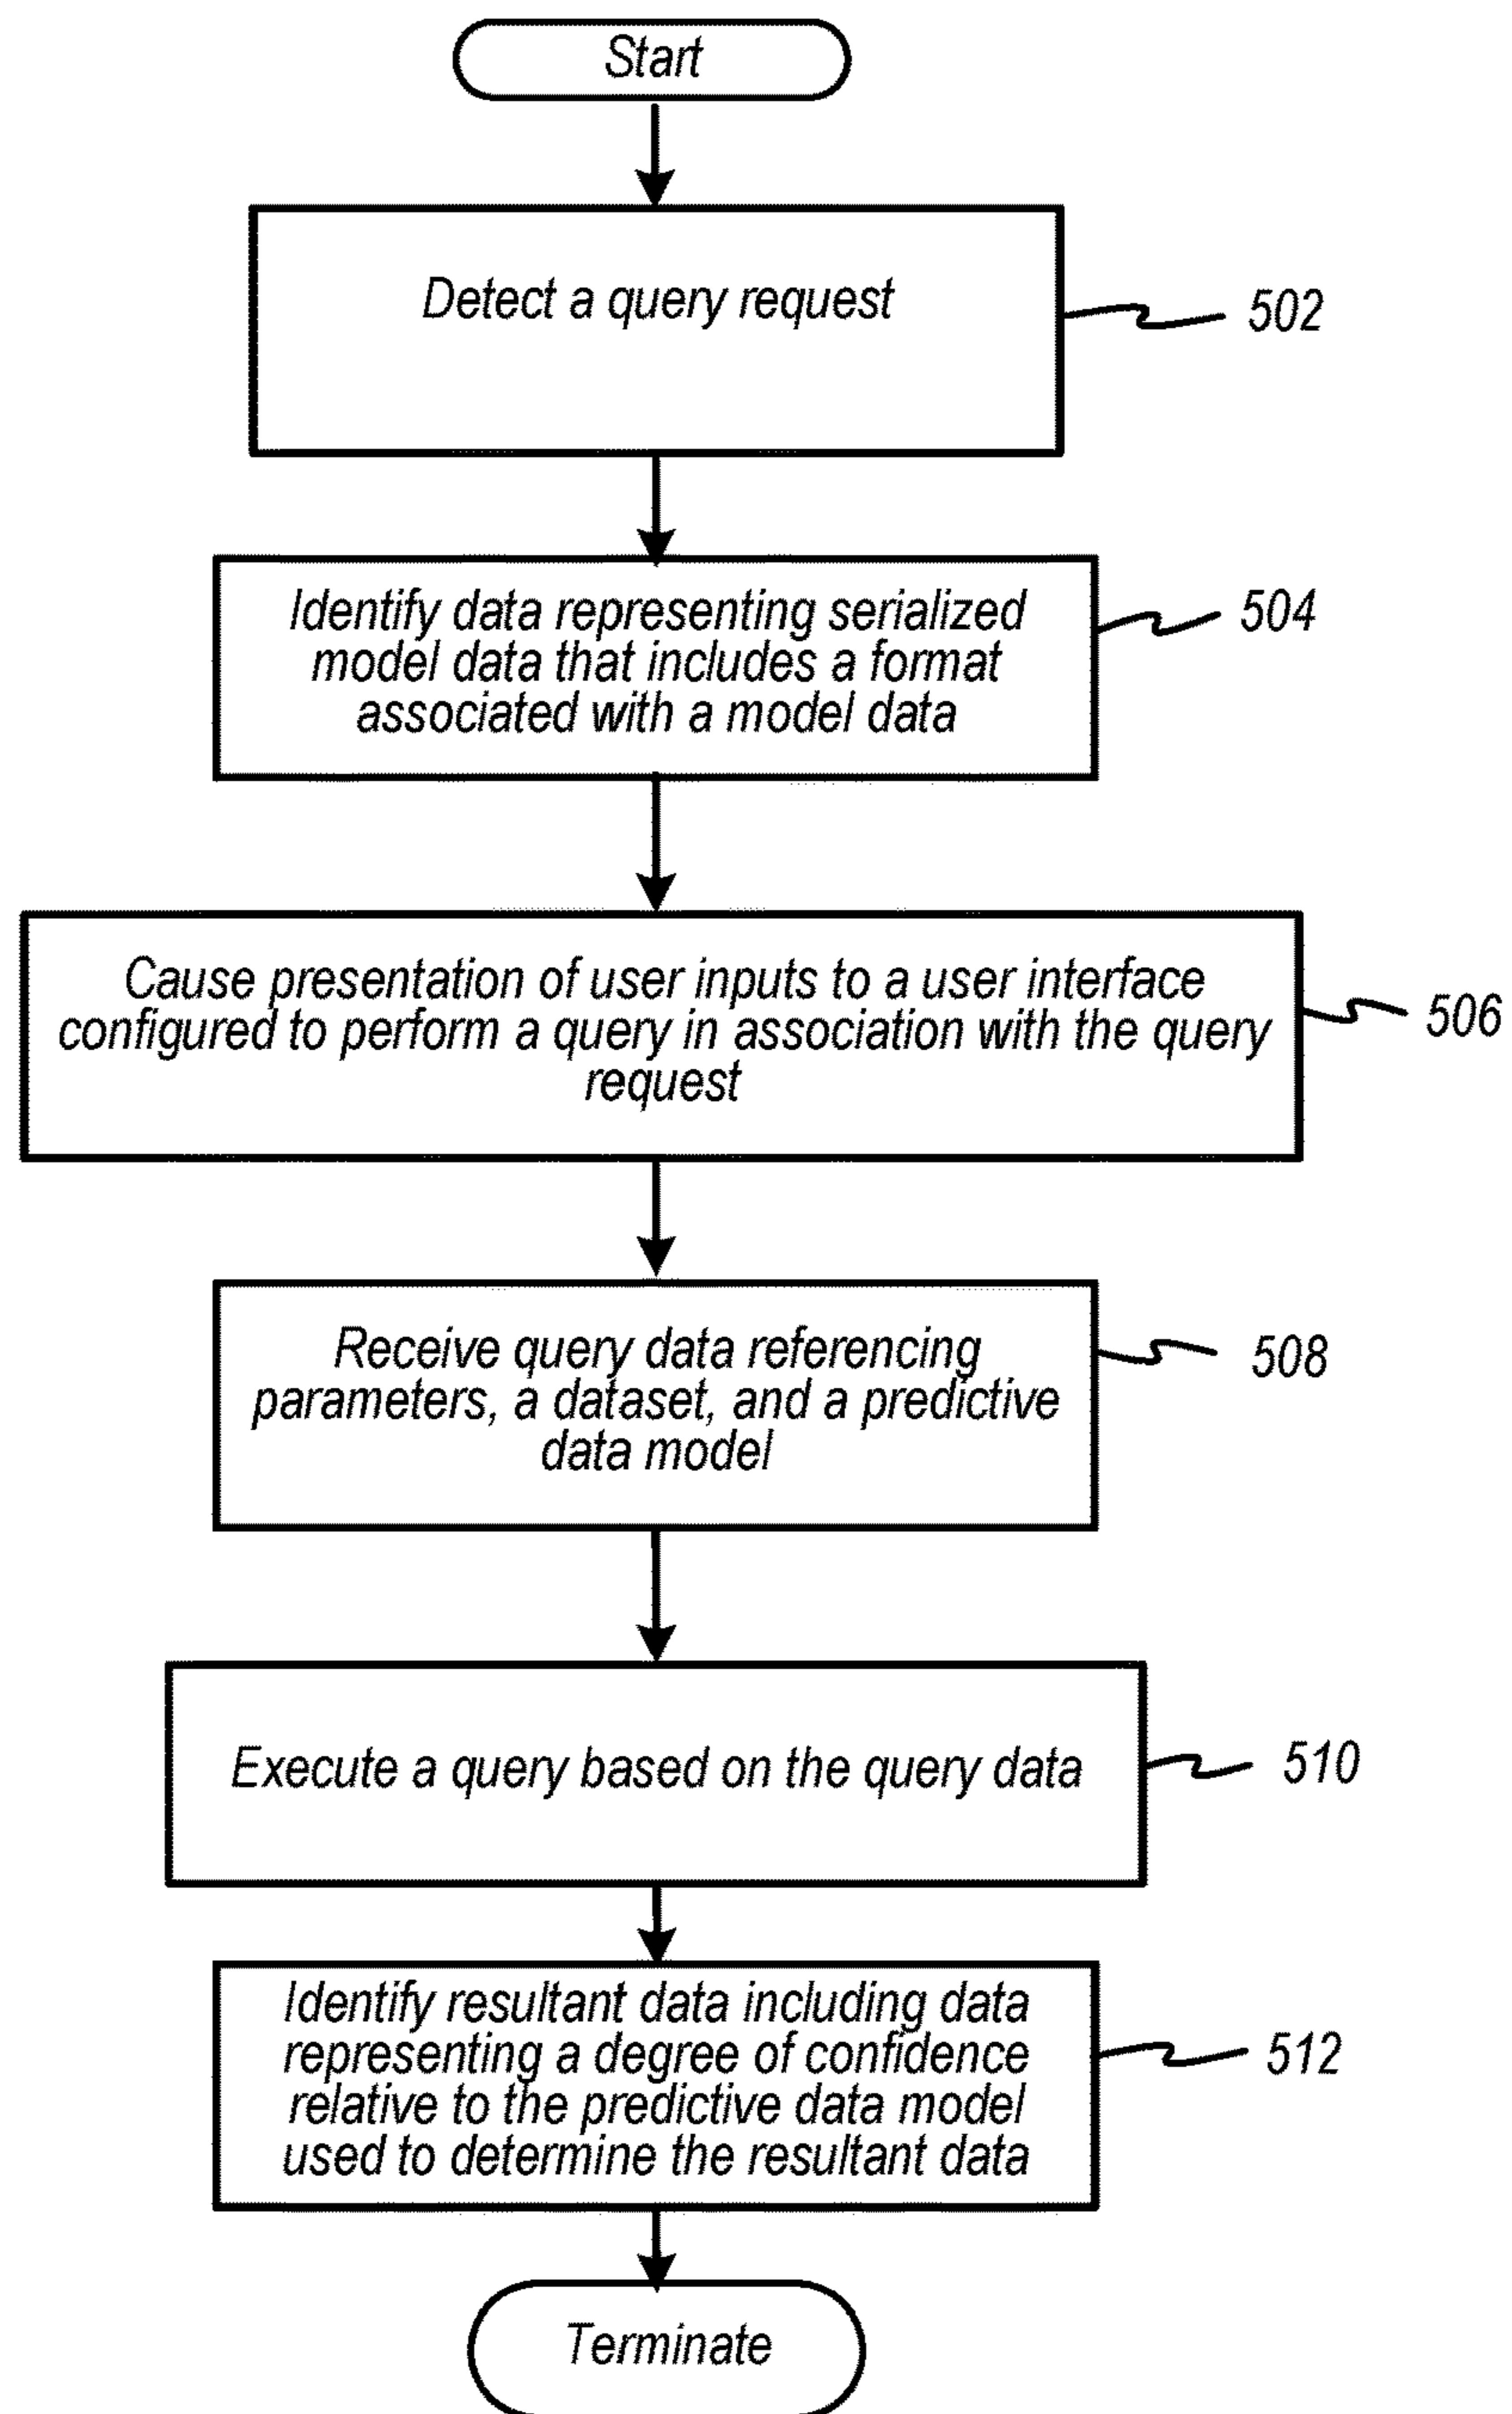 Start
Detect a query request
502
Identify data representing serialized
model data that includes a format
associated with a model data
504
Cause presentation of user inputs to a user interface
configured to perform a query in association with the query
request
506
Receive query data referencing
parameters, a dataset, and a predictive
data model
508
Execute a query based on the query data
510
Identify resultant data including data
representing a degree of confidence
relative to the predictive data model
used to determine the resultant data
512
Terminate